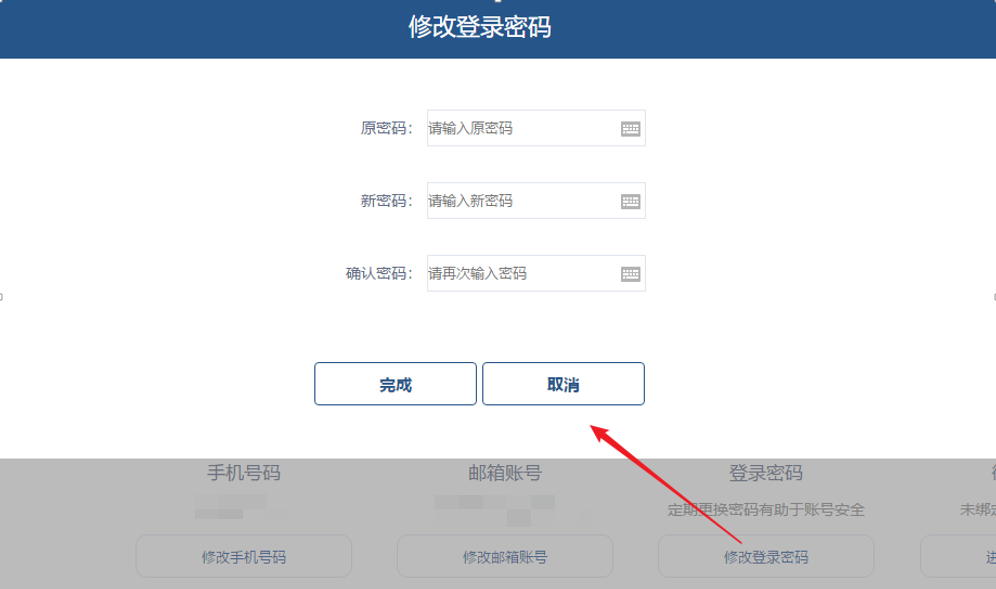 修改登录密码
原密码： 请输入原密码
新密码： 请输入新密码
确认密码： 请再次输入密码
完成 取消
手机号码 邮箱账号 登录密码
定期更换密码有助于账号安全 未绑定
修改手机号码 修改邮箱账号 修改登录密码 进